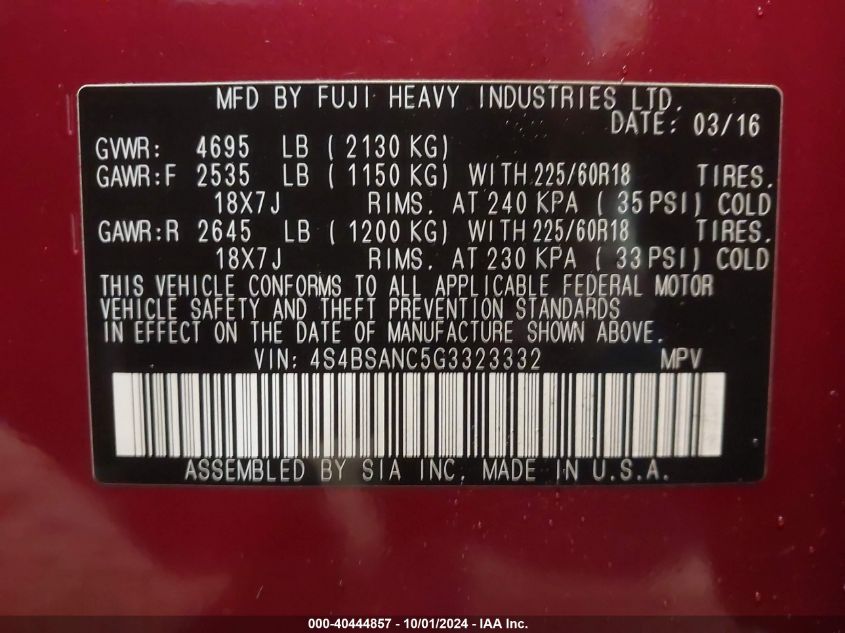 MFD BY FUJI HEAVY INDUSTRIES LTD.
DATE: 03/16
GVWR: 4695 LB ( 2130 KG)
GAWR:F 2535 LB ( 1150 KG) WITH 225/60R18 TIRES.
18X7J RIMS. AT 240 KPA ( 35 PSI) COLD
GAWR:R 2645 LB ( 1200 KG) WITH 225/60R18 TIRES.
18X7J RIMS. AT 230 KPA ( 33 PSI) COLD
THIS VEHICLE CONFORMS TO ALL APPLICABLE FEDERAL MOTOR
VEHICLE SAFETY AND THEFT PREVENTION STANDARDS
IN EFFECT ON THE DATE OF MANUFACTURE SHOWN ABOVE.
VIN: 4S4BSANC5G3323332 MPV
ASSEMBLED BY SIA INC. MADE IN U.S.A.
000-40444857 - 10/01/2024 - IAA Inc.